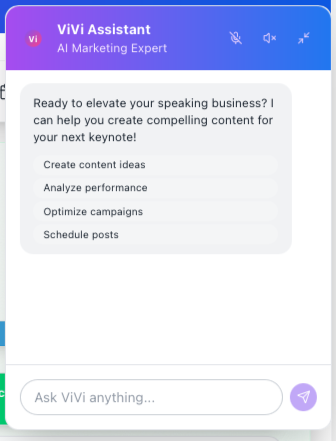 Vi
ViVi Assistant
AI Marketing Expert
Ready to elevate your speaking business? I
can help you create compelling content for
your next keynote!
Create content ideas
Analyze performance
Optimize campaigns
Schedule posts
Ask ViVi anything...